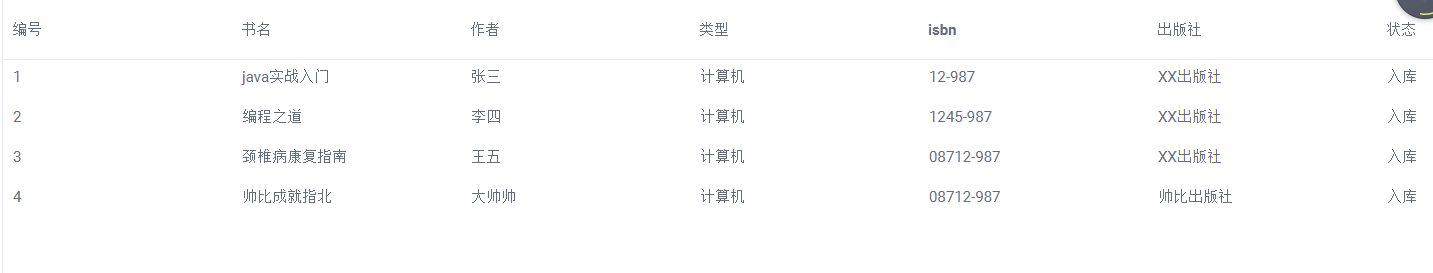 编号 书名 作者 类型 isbn 出版社 状态
1 java实战入门 张三 计算机 12-987 XX出版社 入库
2 编程之道 李四 计算机 1245-987 XX出版社 入库
3 颈椎病康复指南 王五 计算机 08712-987 XX出版社 入库
4 帅比成就指北 大帅帅 计算机 08712-987 帅比出版社 入库